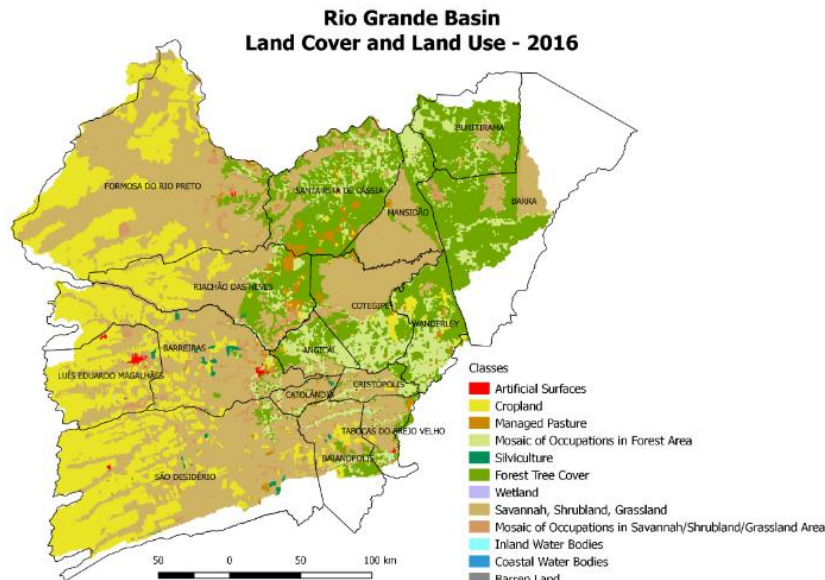 Rio Grande Basin
Land Cover and Land Use - 2016
BURITIRAMA
FORMOSA DO RIO PRETO
SANTA RITA DE CÁSSIA
BARRA
MANSIDÃO
RIACHÃO DAS NEVES
COTEGIPE
WANDERLEY
BARREIRAS
ANGICAL
LUÍS EDUARDO MAGALHÃES
CRISTÓPOLIS
CATOLÂNDIA
TABOCAS DO BREJO VELHO
BAIANÓPOLIS
SÃO DESIDÉRIO
Classes
Artificial Surfaces
Cropland
Managed Pasture
Mosaic of Occupations in Forest Area
Silviculture
Forest Tree Cover
Wetland
Savannah, Shrubland, Grassland
Mosaic of Occupations in Savannah/Shrubland/Grassland Area
Inland Water Bodies
Coastal Water Bodies
Barren Land
50 0 50 100 km